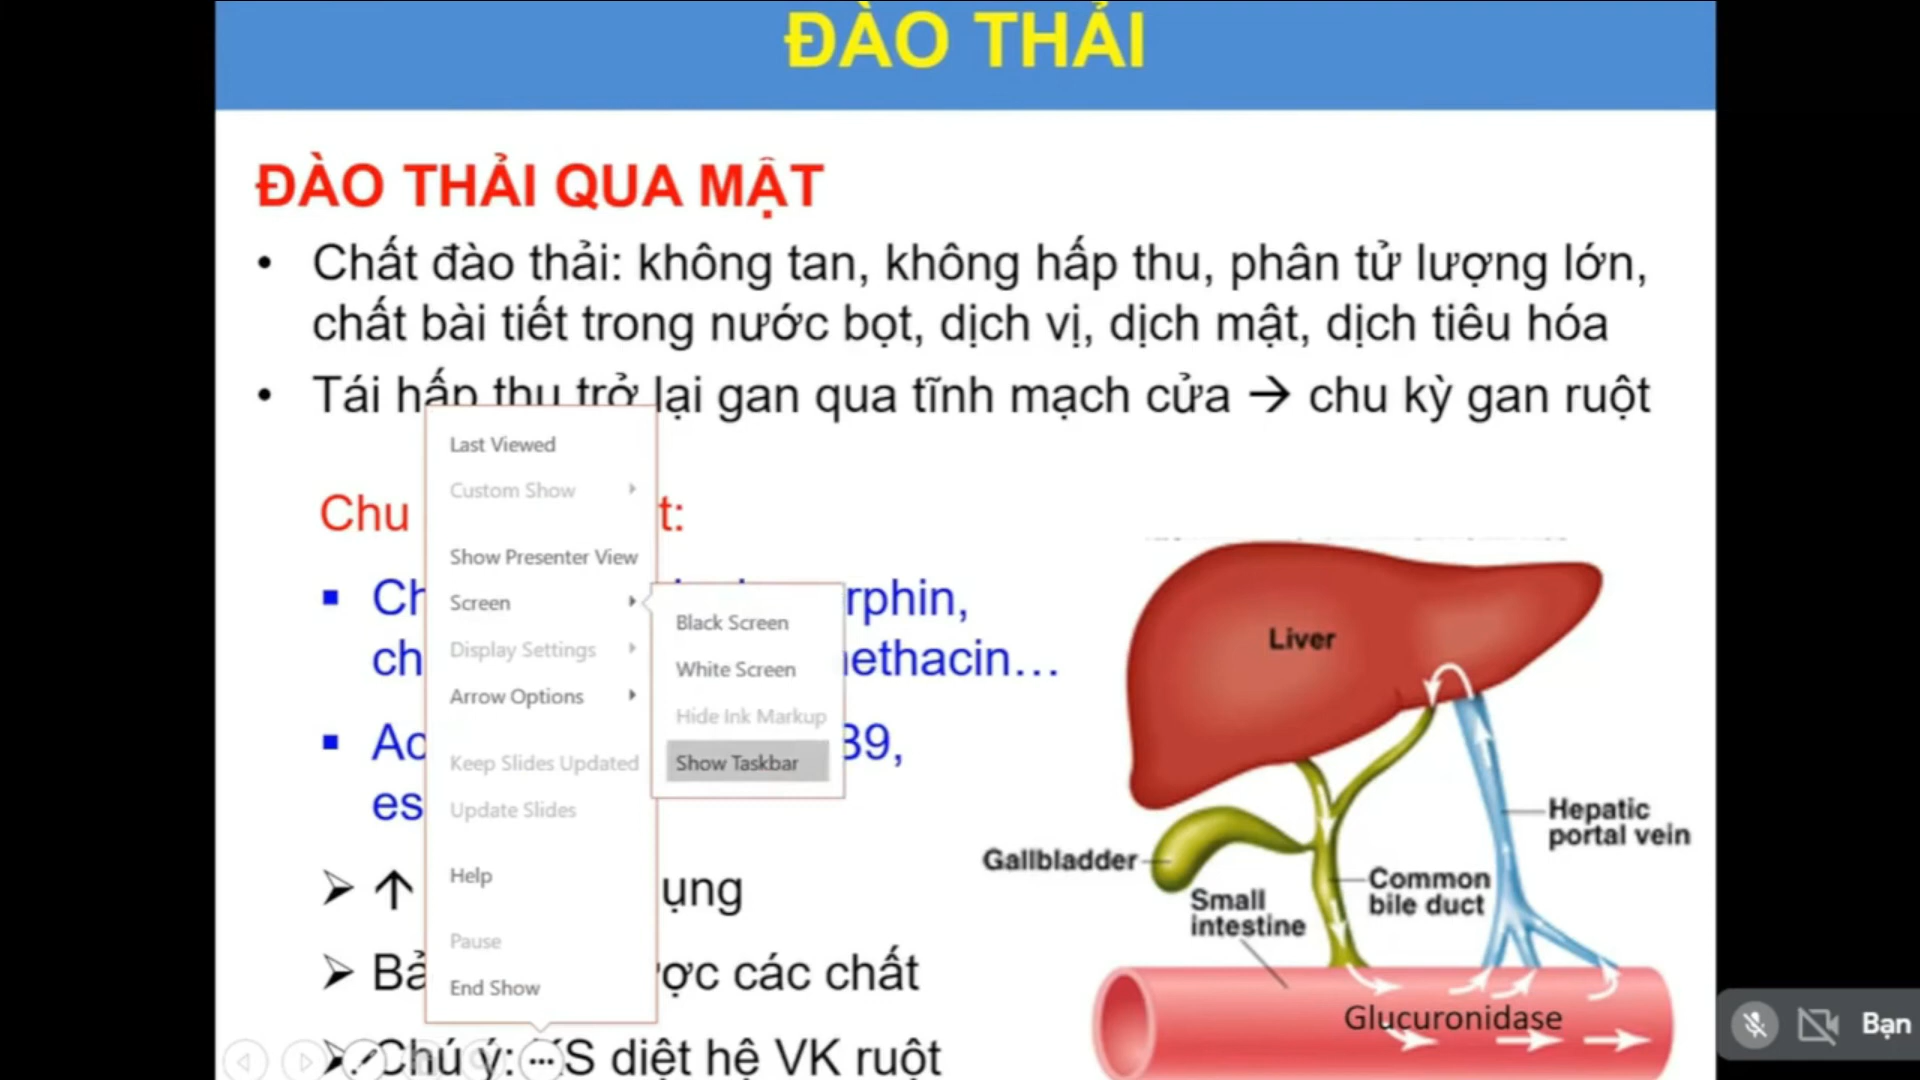 ĐÀO THẢI
ĐÀO THẢI QUA MẬT
• Chất đào thải: không tan, không hấp thu, phân tử lượng lớn,
chất bài tiết trong nước bọt, dịch vị, dịch mật, dịch tiêu hóa
• Tái hấp thu trở lại gan qua tĩnh mạch cửa → chu kỳ gan ruột
Last Viewed
Custom Show
Show Presenter View
Screen
Display Settings
Arrow Options
Keep Slides Updated
Update Slides
Help
Pause
End Show
Black Screen
White Screen
Hide Ink Markup
Show Taskbar
Chu t:
Ch rphin,
ch ethacin…
39,
es
↑ ụng
ợc các chất
Chú ý: diệt hệ VK ruột
Liver
Hepatic
portal vein
Gallbladder
Common
bile duct
Small
intestine
Glucuronidase
Bạn